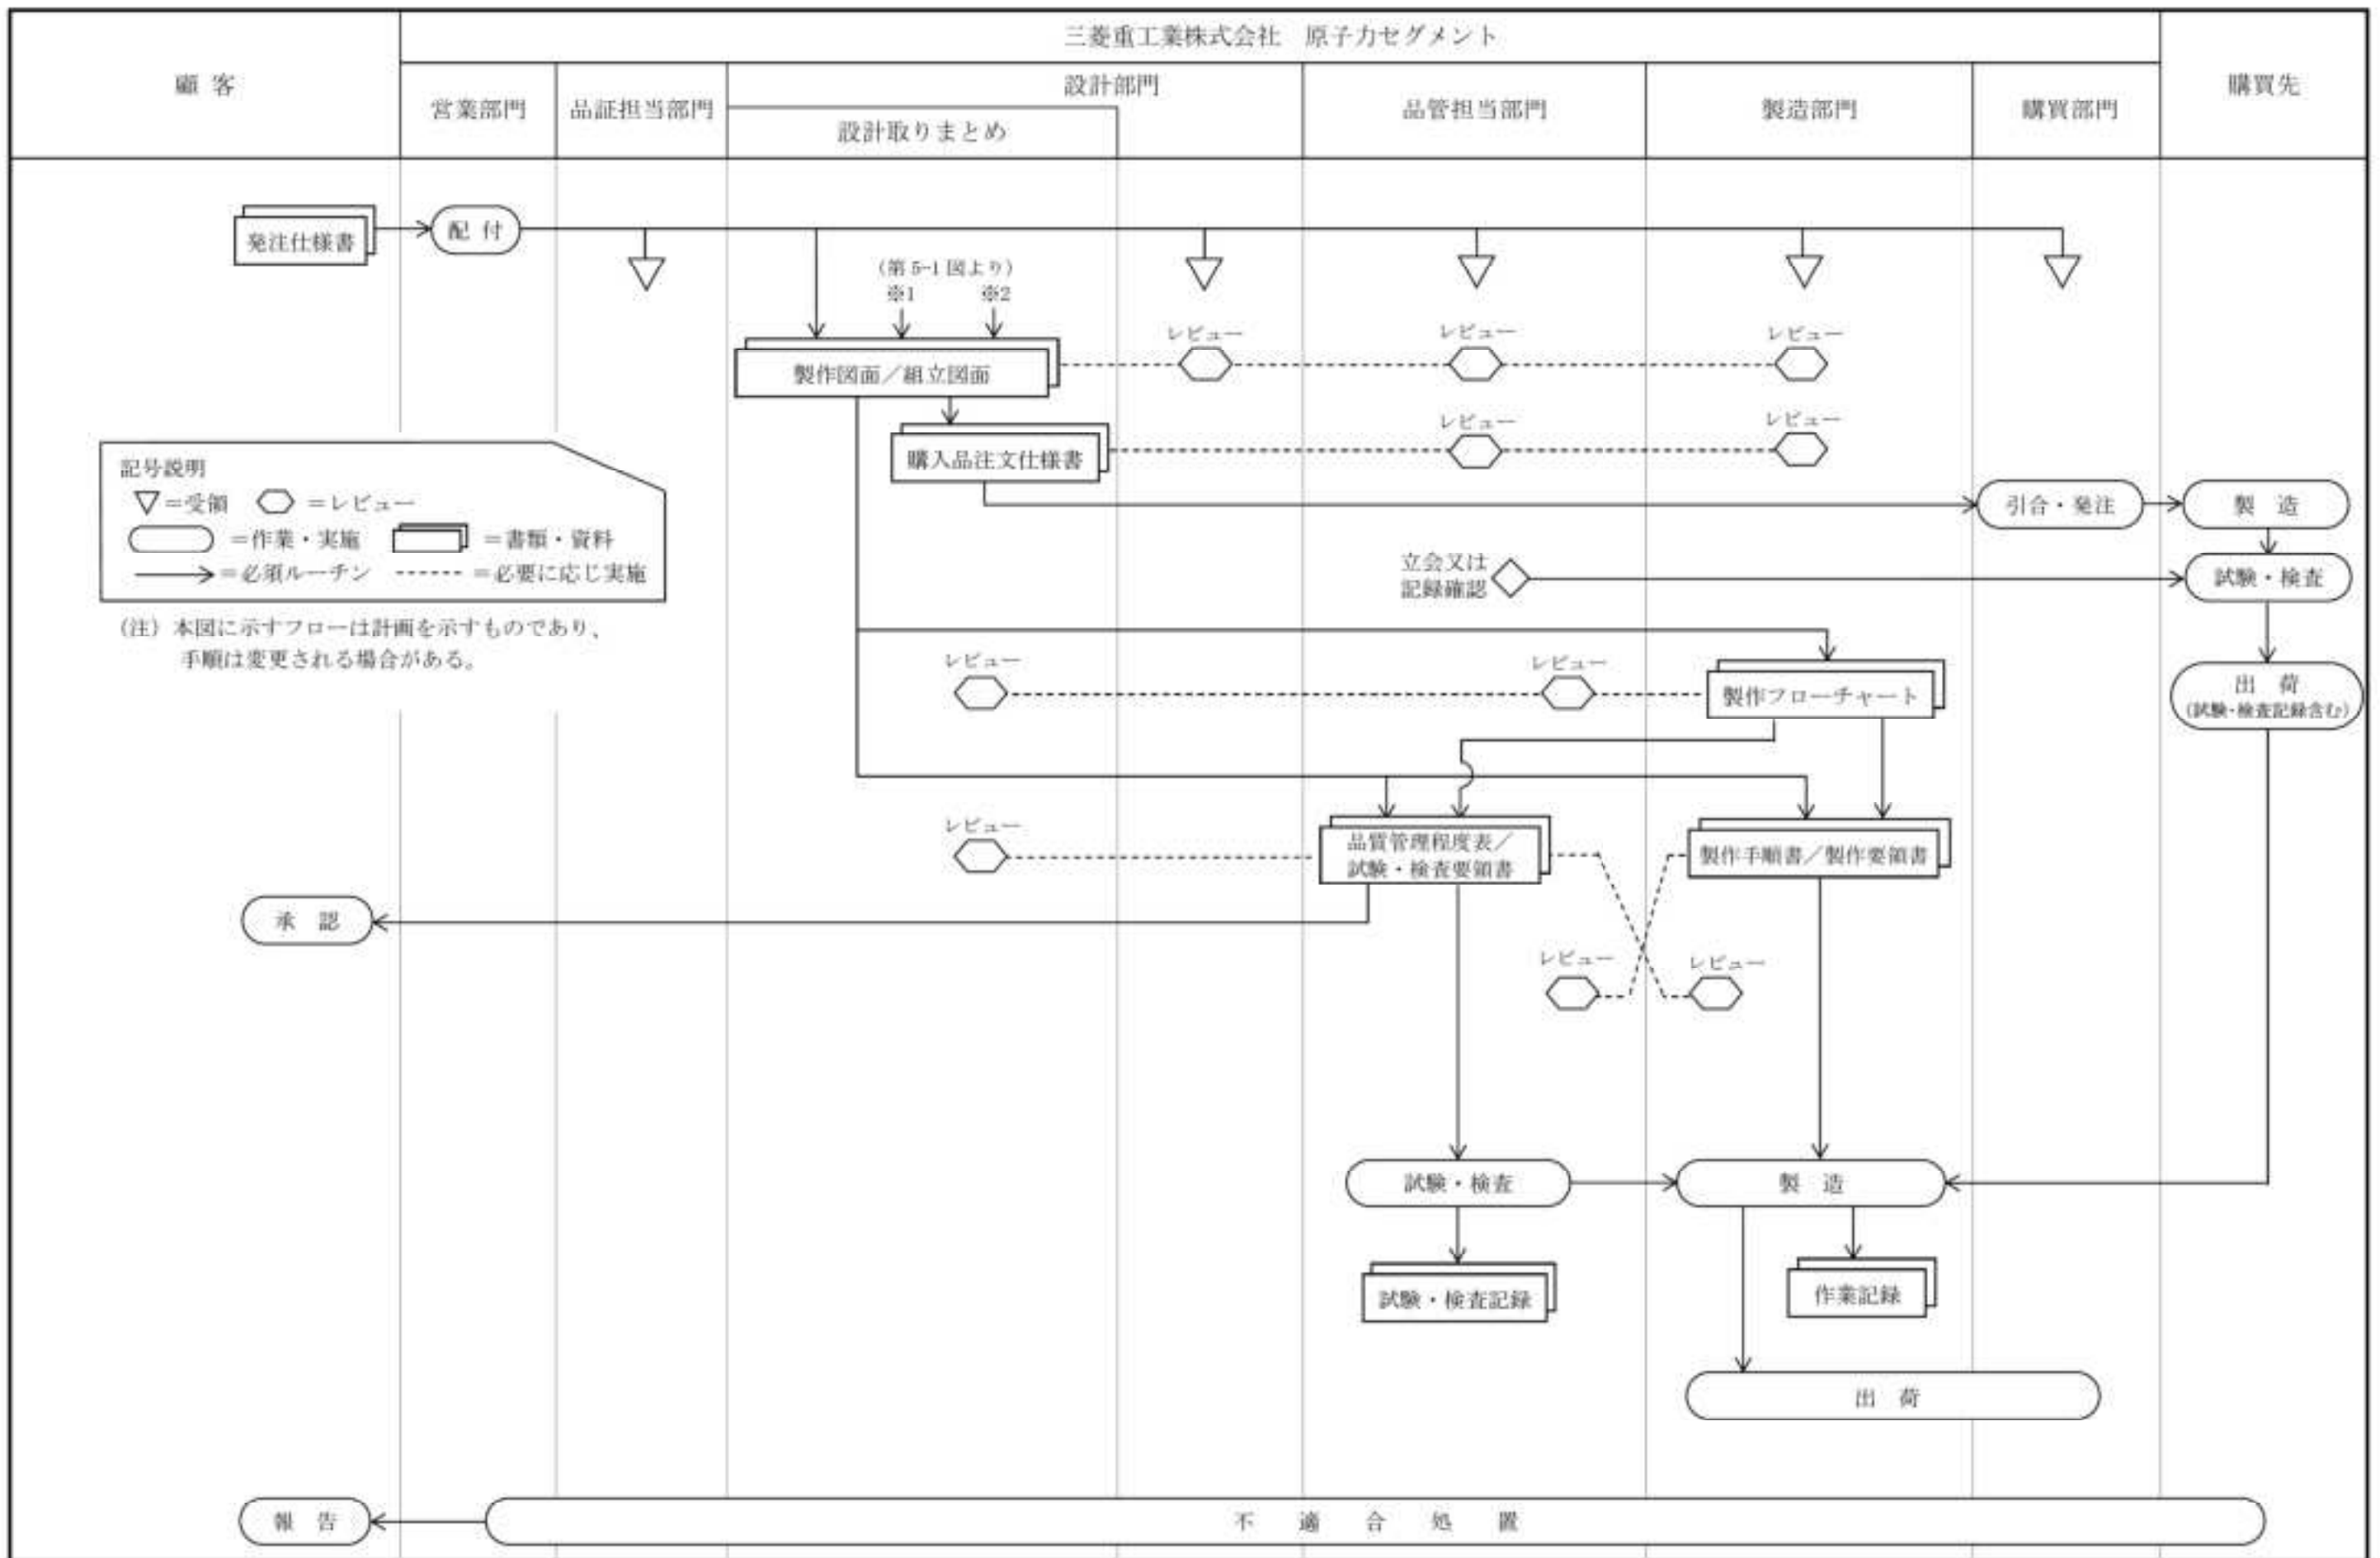 三菱重工業株式会社　原子力セグメント
顧 客
購買先
設計部門
営業部門
品証担当部門
品管担当部門
製造部門
購買部門
設計取りまとめ
発注仕様書
配 付
(第 5-1 図より)
※1
※2
レビュー
レビュー
レビュー
製作図面／組立図面
レビュー
レビュー
購入品注文仕様書
記号説明
＝受領
＝レビュー
＝作業・実施
＝書類・資料
＝必須ルーチン
＝必要に応じ実施
(注) 本図に示すフローは計画を示すものであり、
手順は変更される場合がある。
引合・発注
製 造
立会又は
記録確認
試験・検査
レビュー
レビュー
製作フローチャート
出 荷
(試験・検査記録含む)
レビュー
品質管理程度表／
試験・検査要領書
製作手順書／製作要領書
承 認
レビュー
レビュー
試験・検査
製 造
試験・検査記録
作業記録
出 荷
報 告
不 適 合 処 置